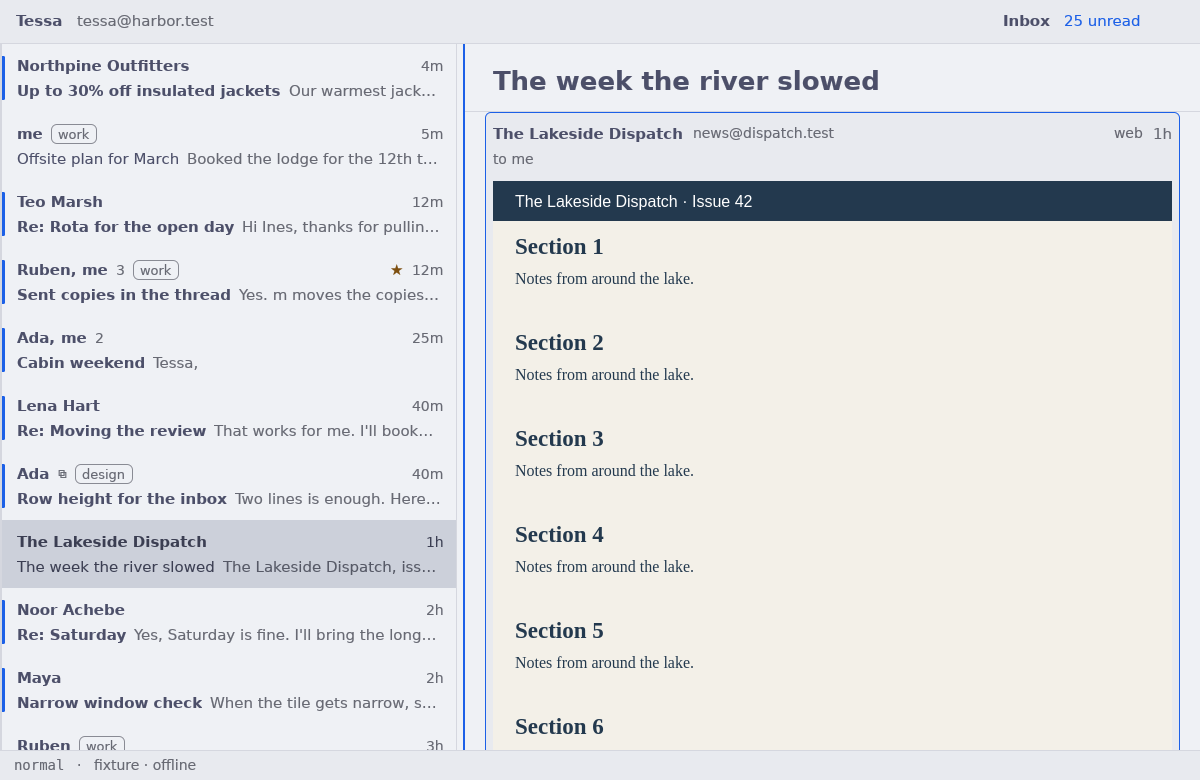 Tessa tessa@harbor.test
Inbox 25 unread
Northpine Outfitters 4m
Up to 30% off insulated jackets Our warmest jack…
me work 5m
Offsite plan for March Booked the lodge for the 12th t…
Teo Marsh 12m
Re: Rota for the open day Hi Ines, thanks for pullin…
Ruben, me 3 work ★ 12m
Sent copies in the thread Yes. m moves the copies…
Ada, me 2 25m
Cabin weekend Tessa,
Lena Hart 40m
Re: Moving the review That works for me. I'll book…
Ada design 40m
Row height for the inbox Two lines is enough. Here…
The Lakeside Dispatch 1h
The week the river slowed The Lakeside Dispatch, iss…
Noor Achebe 2h
Re: Saturday Yes, Saturday is fine. I'll bring the long…
Maya 2h
Narrow window check When the tile gets narrow, s…
Ruben work 3h
The week the river slowed
The Lakeside Dispatch news@dispatch.test web 1h
to me
The Lakeside Dispatch · Issue 42
Section 1
Notes from around the lake.
Section 2
Notes from around the lake.
Section 3
Notes from around the lake.
Section 4
Notes from around the lake.
Section 5
Notes from around the lake.
Section 6
normal · fixture · offline